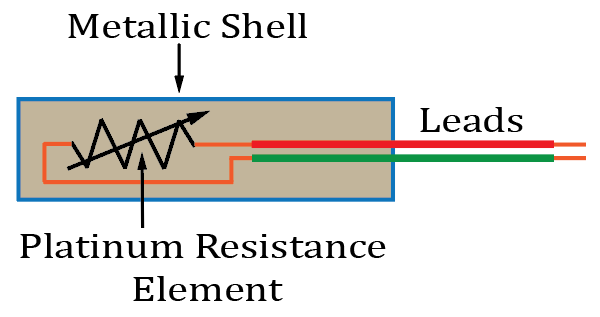 Metallic Shell
Leads
Platinum Resistance
Element